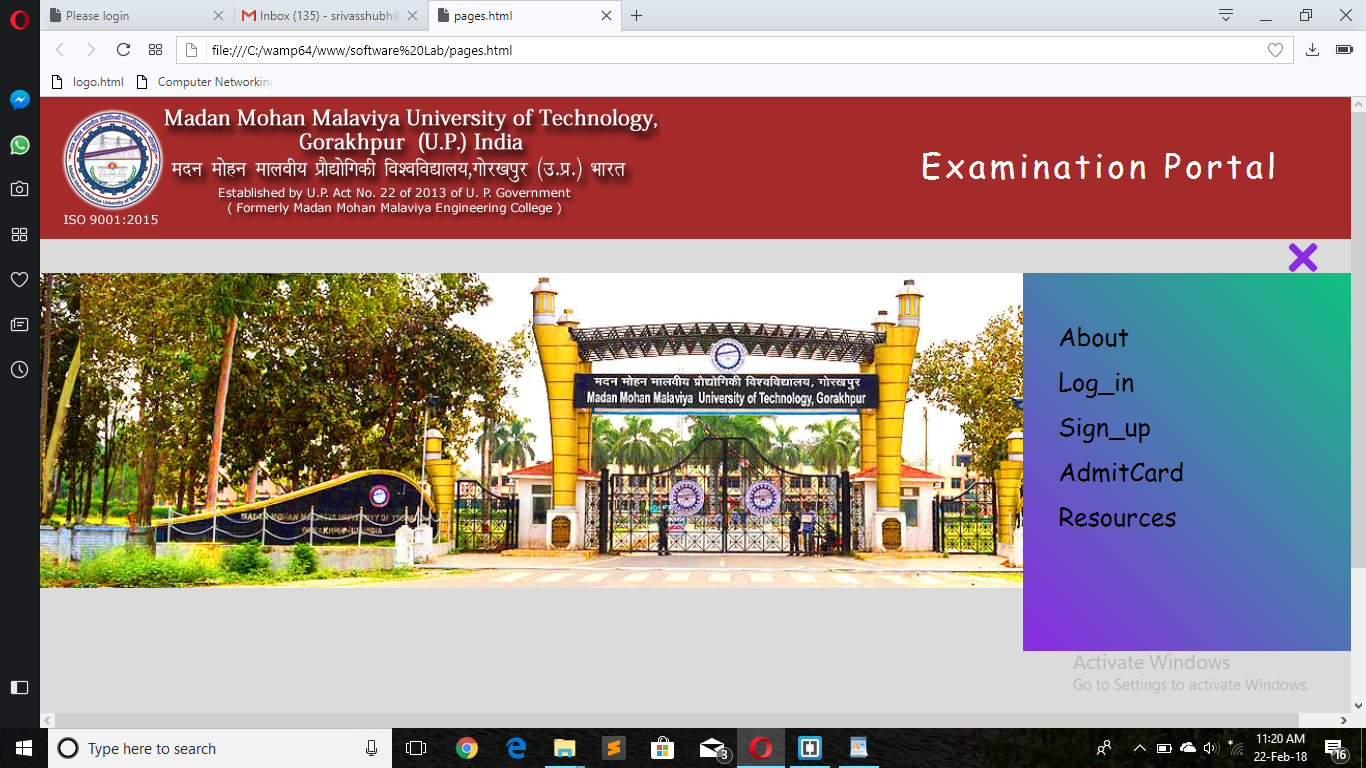 Please login
Inbox (135) - srivasshubh@
pages.html
file:///C:/wamp64/www/software%20Lab/pages.html
logo.html
Computer Networking
Madan Mohan Malaviya University of Technology,
Gorakhpur (U.P.) India
मदन मोहन मालवीय प्रौद्योगिकी विश्वविद्यालय,गोरखपुर (उ.प्र.) भारत
Established by U.P. Act No. 22 of 2013 of U. P. Government
( Formerly Madan Mohan Malaviya Engineering College )
ISO 9001:2015
Examination Portal
मदन मोहन मालवीय प्रौद्योगिकी विश्वविद्यालय, गोरखपुर
Madan Mohan Malaviya University of Technology, Gorakhpur
About
Log_in
Sign_up
AdmitCard
Resources
Activate Windows
Go to Settings to activate Windows.
Type here to search
3
11:20 AM
22-Feb-18
16